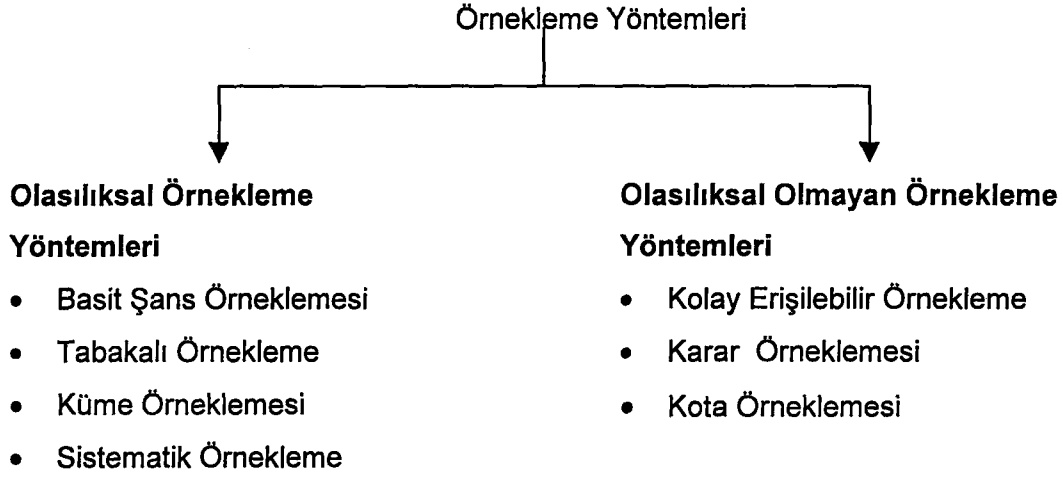 Örnekleme Yöntemleri
Olasılıksal Örnekleme
Yöntemleri
• Basit Şans Örneklemesi
• Tabakalı Örnekleme
• Küme Örneklemesi
• Sistematik Örnekleme
Olasılıksal Olmayan Örnekleme
Yöntemleri
• Kolay Erişilebilir Örnekleme
• Karar Örneklemesi
• Kota Örneklemesi